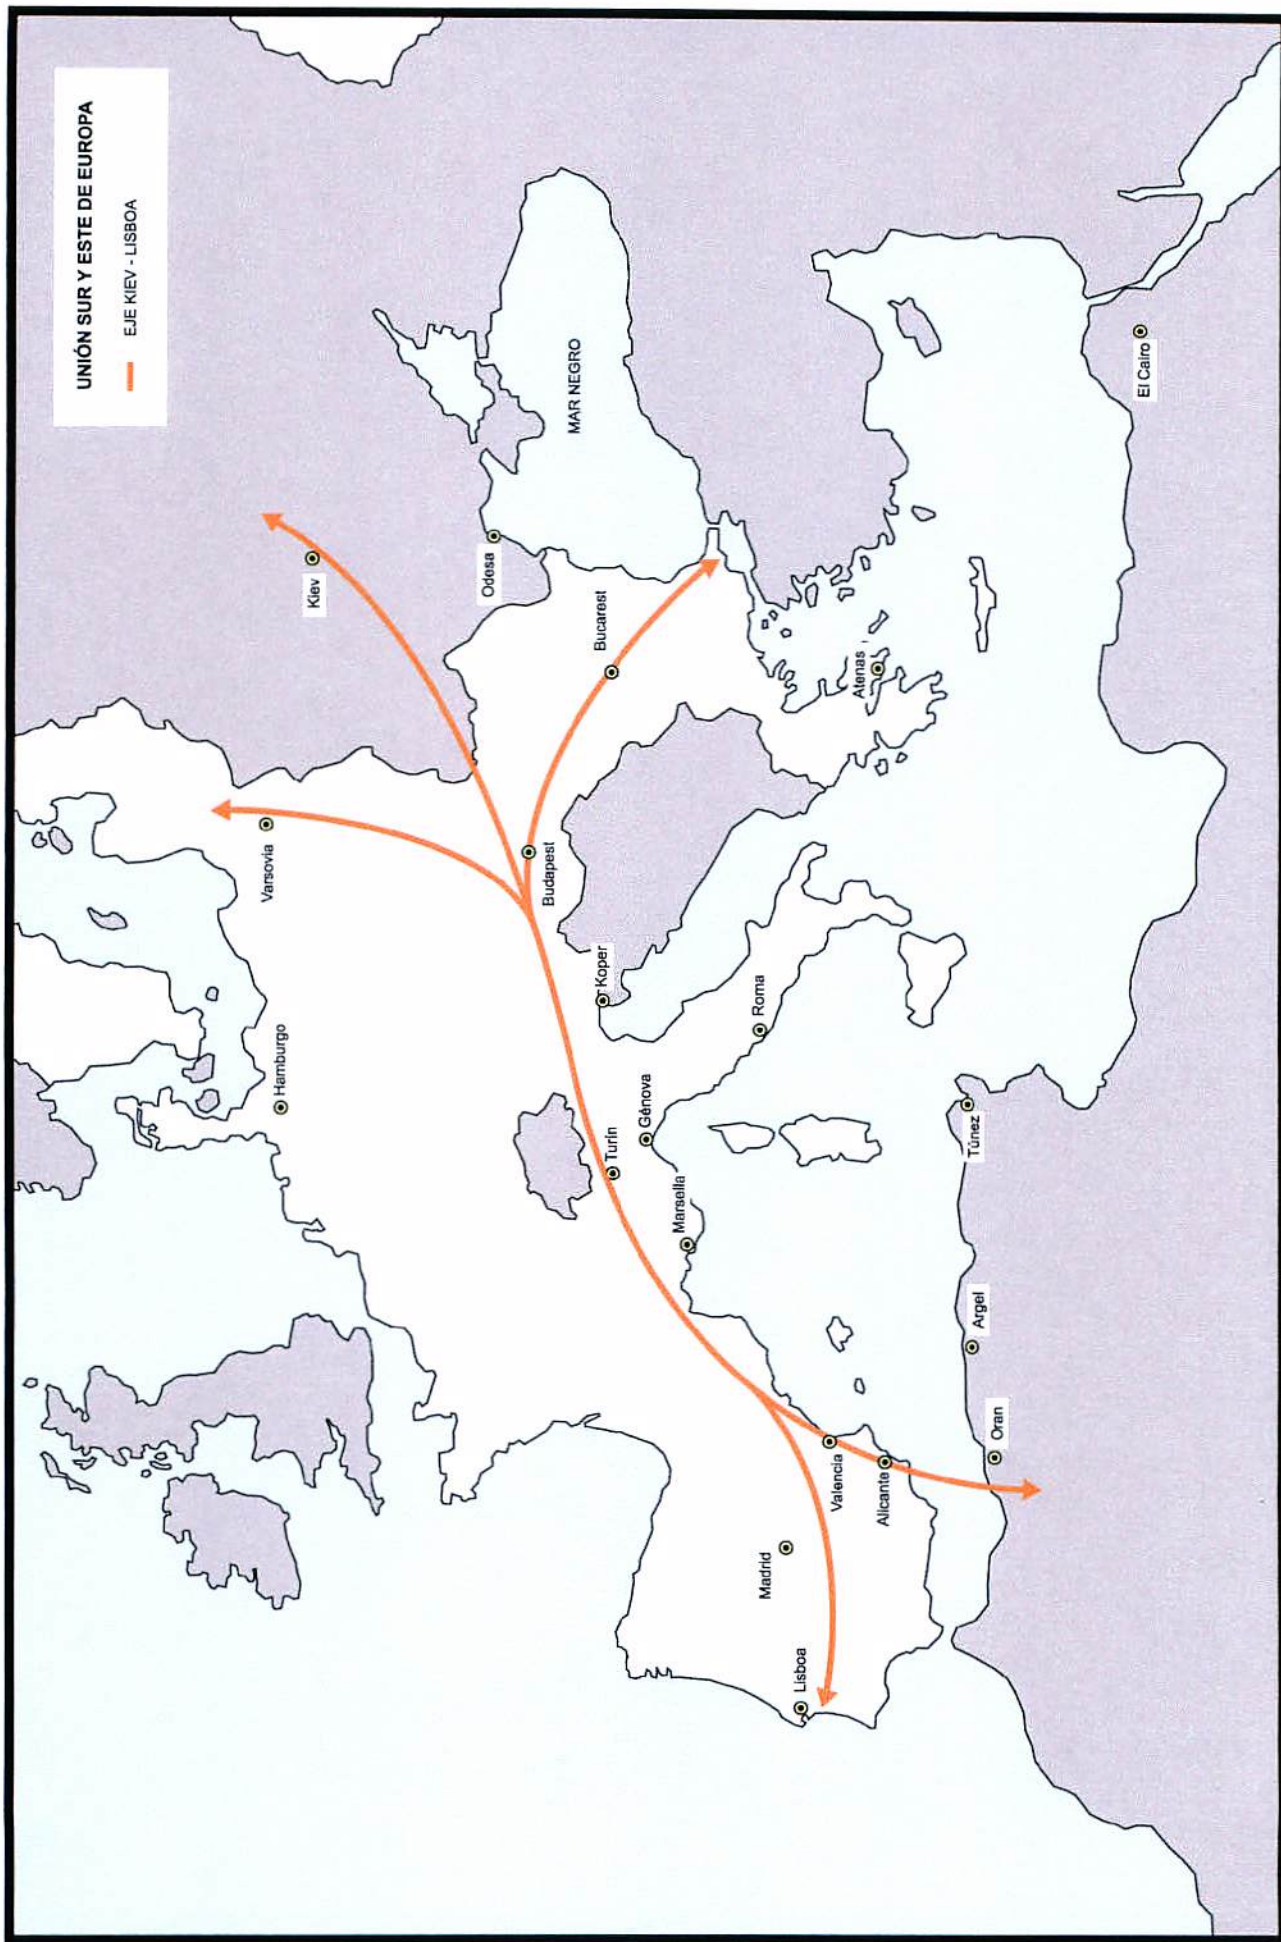 UNIÓN SUR Y ESTE DE EUROPA
EJE KIEV - LISBOA
Kiev
Varsovia
Hamburgo
Odesa
MAR NEGRO
Budapest
Bucarest
Koper
Turín
Génova
Marsella
Roma
Atenas
Madrid
Lisboa
Valencia
Alicante
Túnez
Argel
Oran
El Cairo